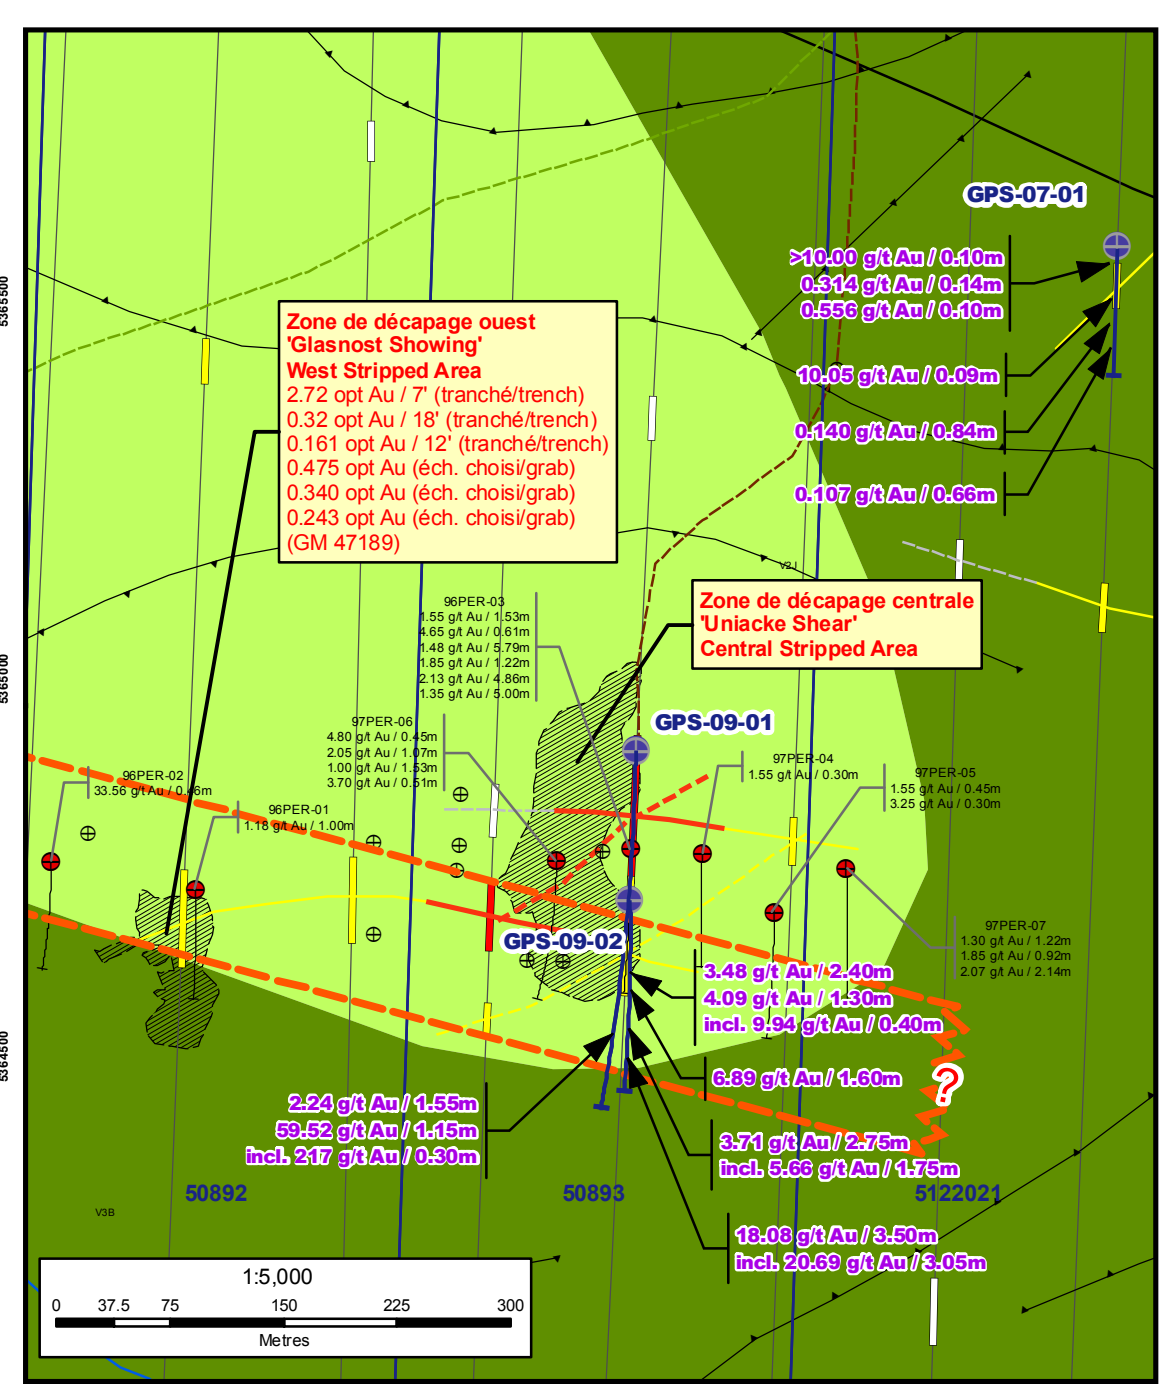 GPS-07-01
>10.00 g/t Au / 0.10m
0.314 g/t Au / 0.14m
0.556 g/t Au / 0.10m
10.05 g/t Au / 0.09m
0.140 g/t Au / 0.84m
0.107 g/t Au / 0.66m
5365500
Zone de décapage ouest
'Glasnost Showing'
West Stripped Area
2.72 opt Au / 7' (tranché/trench)
0.32 opt Au / 18' (tranché/trench)
0.161 opt Au / 12' (tranché/trench)
0.475 opt Au (éch. choisi/grab)
0.340 opt Au (éch. choisi/grab)
0.243 opt Au (éch. choisi/grab)
(GM 47189)
V2J
Zone de décapage centrale
'Uniacke Shear'
Central Stripped Area
5365000
96PER-03
1.55 g/t Au / 1.53m
4.65 g/t Au / 0.61m
1.48 g/t Au / 5.79m
1.85 g/t Au / 1.22m
2.13 g/t Au / 4.86m
1.35 g/t Au / 5.00m
GPS-09-01
97PER-06
4.80 g/t Au / 0.45m
2.05 g/t Au / 1.07m
1.00 g/t Au / 1.53m
3.70 g/t Au / 0.51m
97PER-04
1.55 g/t Au / 0.30m
97PER-05
1.55 g/t Au / 0.45m
3.25 g/t Au / 0.30m
96PER-02
33.56 g/t Au / 0.46m
96PER-01
1.18 g/t Au / 1.00m
97PER-07
1.30 g/t Au / 1.22m
1.85 g/t Au / 0.92m
2.07 g/t Au / 2.14m
GPS-09-02
3.48 g/t Au / 2.40m
4.09 g/t Au / 1.30m
incl. 9.94 g/t Au / 0.40m
5364500
6.89 g/t Au / 1.60m
?
2.24 g/t Au / 1.55m
59.52 g/t Au / 1.15m
incl. 217 g/t Au / 0.30m
3.71 g/t Au / 2.75m
incl. 5.66 g/t Au / 1.75m
50892
50893
5122021
V3B
18.08 g/t Au / 3.50m
incl. 20.69 g/t Au / 3.05m
1:5,000
0 37.5 75 150 225 300
Metres